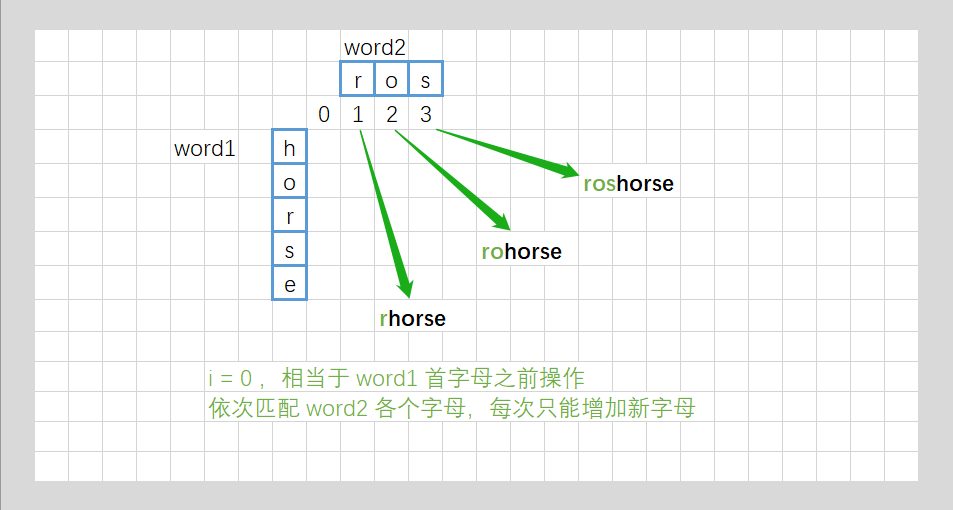 word2
r o s
0 1 2 3
word1
h
o
r
s
e
roshorse
rohorse
rhorse
i = 0 ，相当于 word1 首字母之前操作
依次匹配 word2 各个字母，每次只能增加新字母